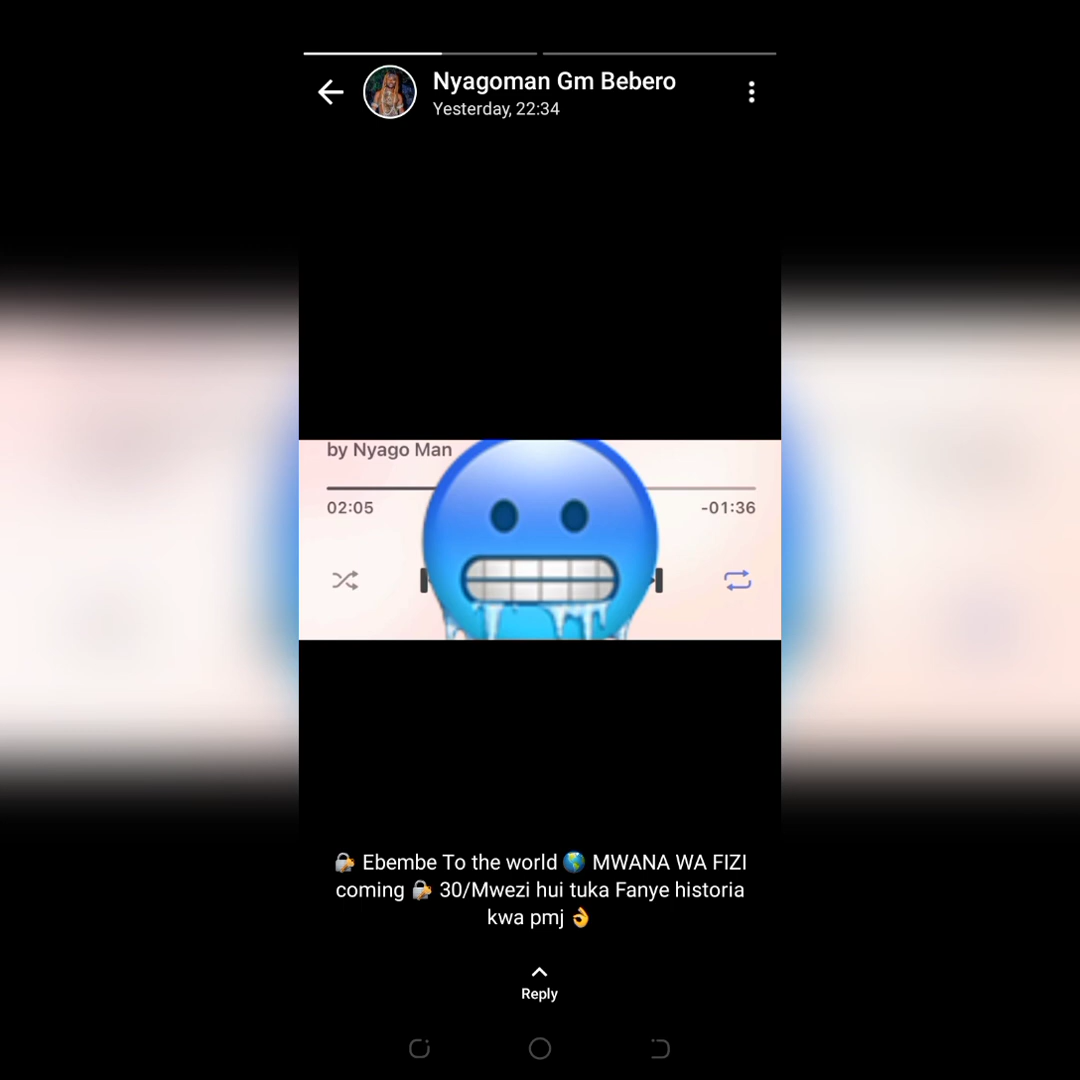 Nyagoman Gm Bebero
Yesterday, 22:34
by Nyago Man
02:05
-01:36
🔏 Ebembe To the world 🌎 MWANA WA FIZI
coming 🔏 30/Mwezi hui tuka Fanye historia
kwa pmj 👌
Reply